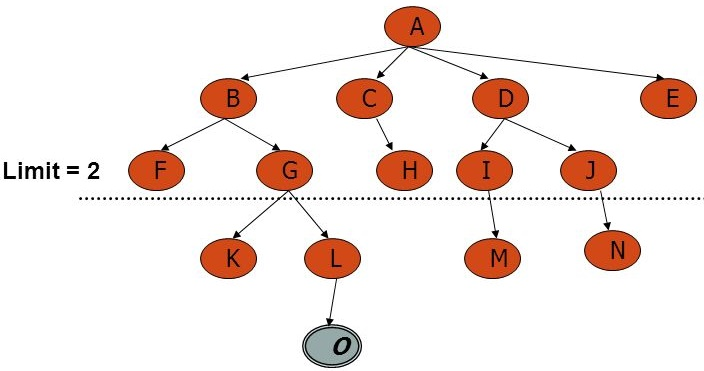 A
B C D E
Limit = 2 F G H I J
K L M N
O